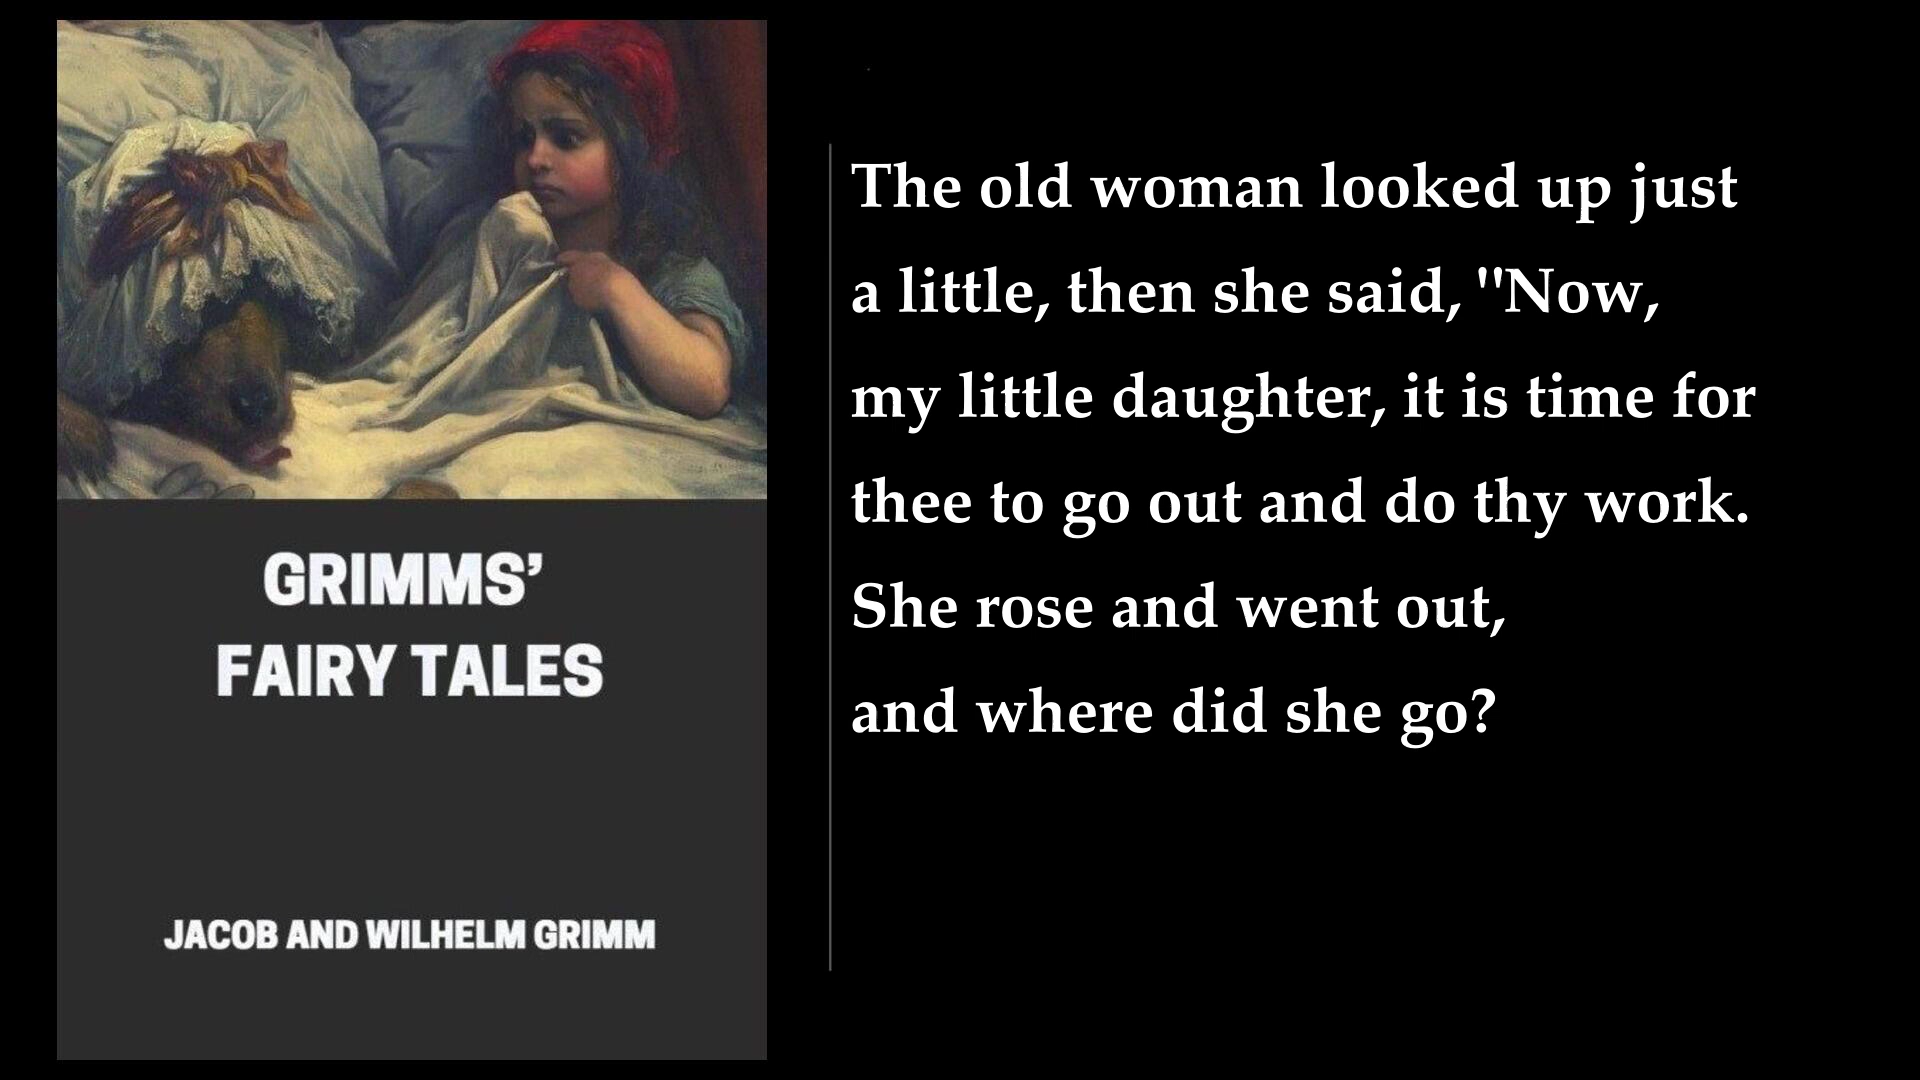 GRIMMS’
FAIRY TALES
JACOB AND WILHELM GRIMM
The old woman looked up just
a little, then she said, "Now,
my little daughter, it is time for
thee to go out and do thy work.
She rose and went out,
and where did she go?